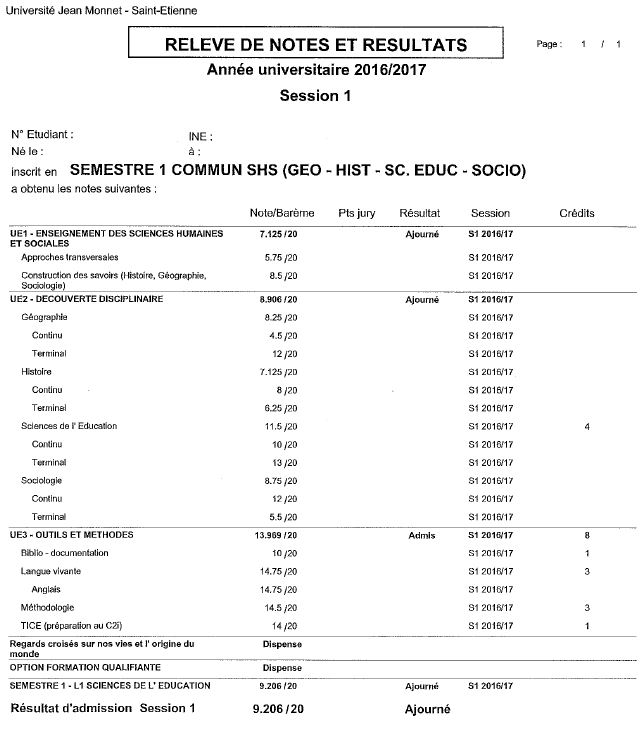 Université Jean Monnet - Saint-Etienne
RELEVE DE NOTES ET RESULTATS
Page : 1 / 1
Année universitaire 2016/2017
Session 1
N° Etudiant : INE :
Né le : à :
inscrit en SEMESTRE 1 COMMUN SHS (GEO - HIST - SC. EDUC - SOCIO)
a obtenu les notes suivantes :
Note/Barème Pts jury Résultat Session Crédits
UE1 - ENSEIGNEMENT DES SCIENCES HUMAINES 7.125 /20 Ajourné S1 2016/17
ET SOCIALES
Approches transversales 5.75 /20 S1 2016/17
Construction des savoirs (Histoire, Géographie, 8.5 /20 S1 2016/17
Sociologie)
UE2 - DECOUVERTE DISCIPLINAIRE 8.906 /20 Ajourné S1 2016/17
Géographie 8.25 /20 S1 2016/17
Continu 4.5 /20 S1 2016/17
Terminal 12 /20 S1 2016/17
Histoire 7.125 /20 S1 2016/17
Continu 8 /20 S1 2016/17
Terminal 6.25 /20 S1 2016/17
Sciences de l' Education 11.5 /20 S1 2016/17 4
Continu 10 /20 S1 2016/17
Terminal 13 /20 S1 2016/17
Sociologie 8.75 /20 S1 2016/17
Continu 12 /20 S1 2016/17
Terminal 5.5 /20 S1 2016/17
UE3 - OUTILS ET METHODES 13.969 /20 Admis S1 2016/17 8
Biblio - documentation 10 /20 S1 2016/17 1
Langue vivante 14.75 /20 S1 2016/17 3
Anglais 14.75 /20 S1 2016/17
Méthodologie 14.5 /20 S1 2016/17 3
TICE (préparation au C2i) 14 /20 S1 2016/17 1
Regards croisés sur nos vies et l' origine du Dispense
monde
OPTION FORMATION QUALIFIANTE Dispense
SEMESTRE 1 - L1 SCIENCES DE L' EDUCATION 9.206 /20 Ajourné S1 2016/17
Résultat d'admission Session 1 9.206 /20 Ajourné